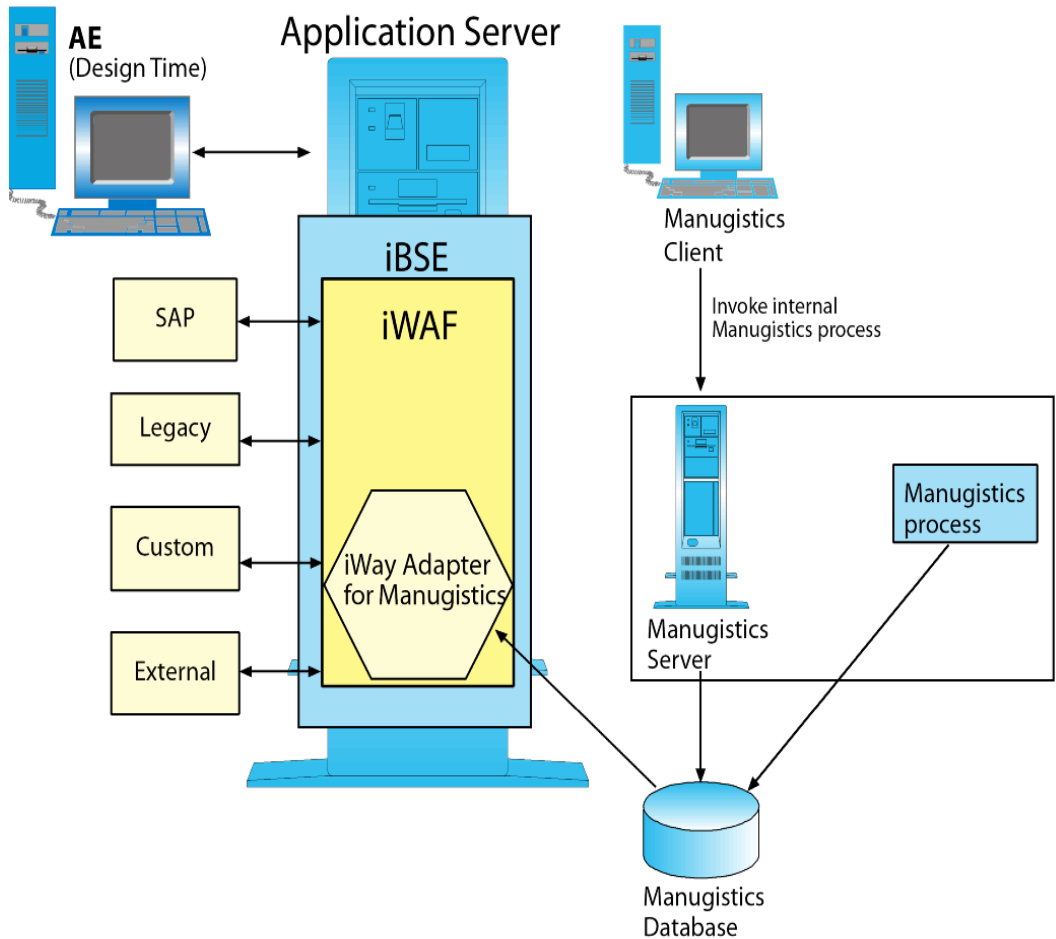 AE
(Design Time)
Application Server
iBSE
iWAF
SAP
Legacy
Custom
External
iWay Adapter
for Manugistics
Manugistics
Client
Invoke internal
Manugistics process
Manugistics
Server
Manugistics
process
Manugistics
Database